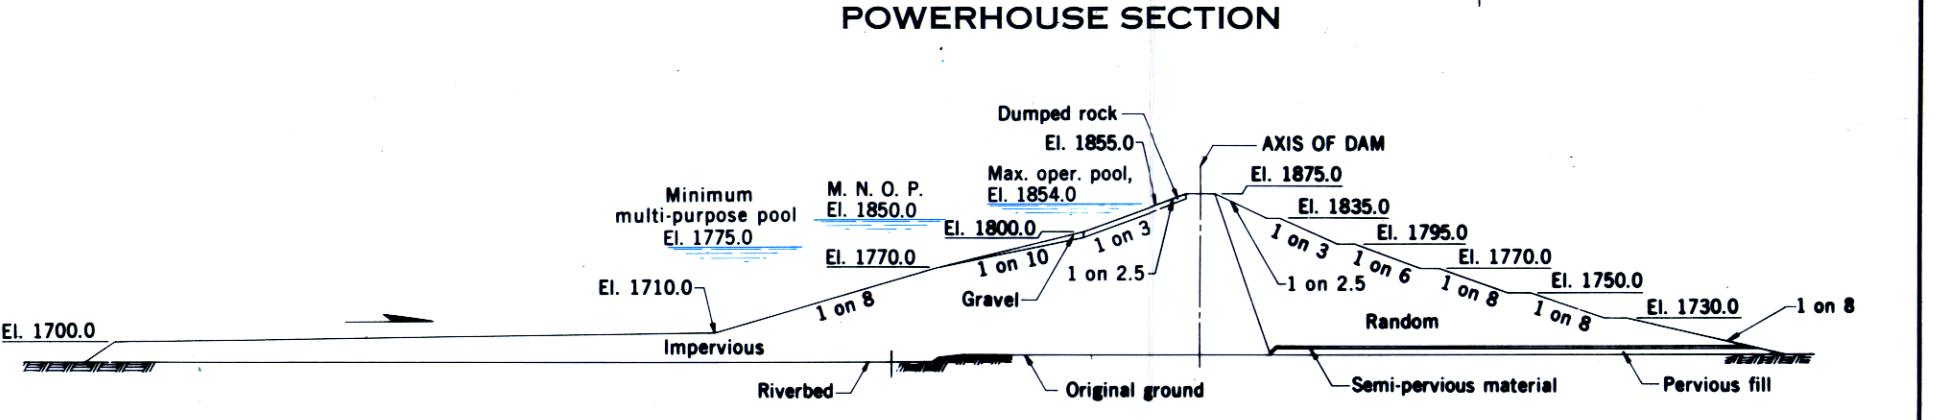 POWERHOUSE SECTION
Dumped rock
El. 1855.0
AXIS OF DAM
Max. oper. pool,
El. 1854.0
El. 1875.0
Minimum
multi-purpose pool
El. 1775.0
M. N. O. P.
El. 1850.0
El. 1800.0
El. 1835.0
El. 1795.0
El. 1770.0
El. 1770.0
El. 1750.0
El. 1710.0
El. 1730.0
El. 1700.0
1 on 8
1 on 10
1 on 3
1 on 2.5
Gravel
1 on 3
1 on 6
1 on 8
1 on 8
1 on 2.5
1 on 8
Random
Impervious
Riverbed
Original ground
Semi-pervious material
Pervious fill